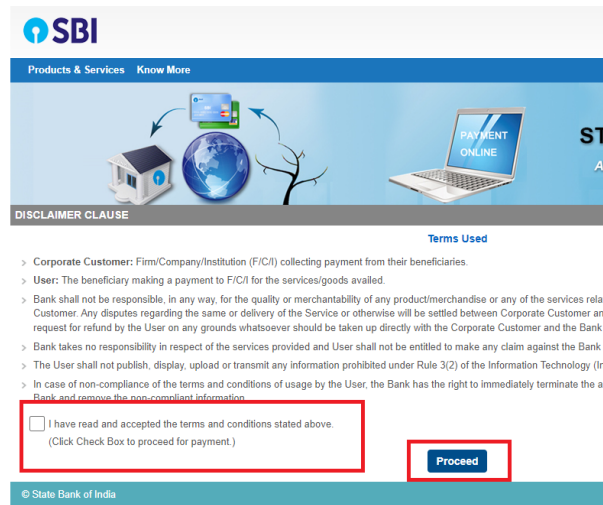 SBI
Products & Services Know More
PAYMENT
ONLINE
ST
A
DISCLAIMER CLAUSE
Terms Used
Corporate Customer: Firm/Company/Institution (F/C/I) collecting payment from their beneficiaries.
User: The beneficiary making a payment to F/C/I for the services/goods availed.
Bank shall not be responsible, in any way, for the quality or merchantability of any product/merchandise or any of the services rela
Customer. Any disputes regarding the same or delivery of the Service or otherwise will be settled between Corporate Customer an
request for refund by the User on any grounds whatsoever should be taken up directly with the Corporate Customer and the Bank
Bank takes no responsibility in respect of the services provided and User shall not be entitled to make any claim against the Bank
The User shall not publish, display, upload or transmit any information prohibited under Rule 3(2) of the Information Technology (In
In case of non-compliance of the terms and conditions of usage by the User, the Bank has the right to immediately terminate the a
Bank and remove the non-compliant information
I have read and accepted the terms and conditions stated above.
(Click Check Box to proceed for payment.)
Proceed
© State Bank of India